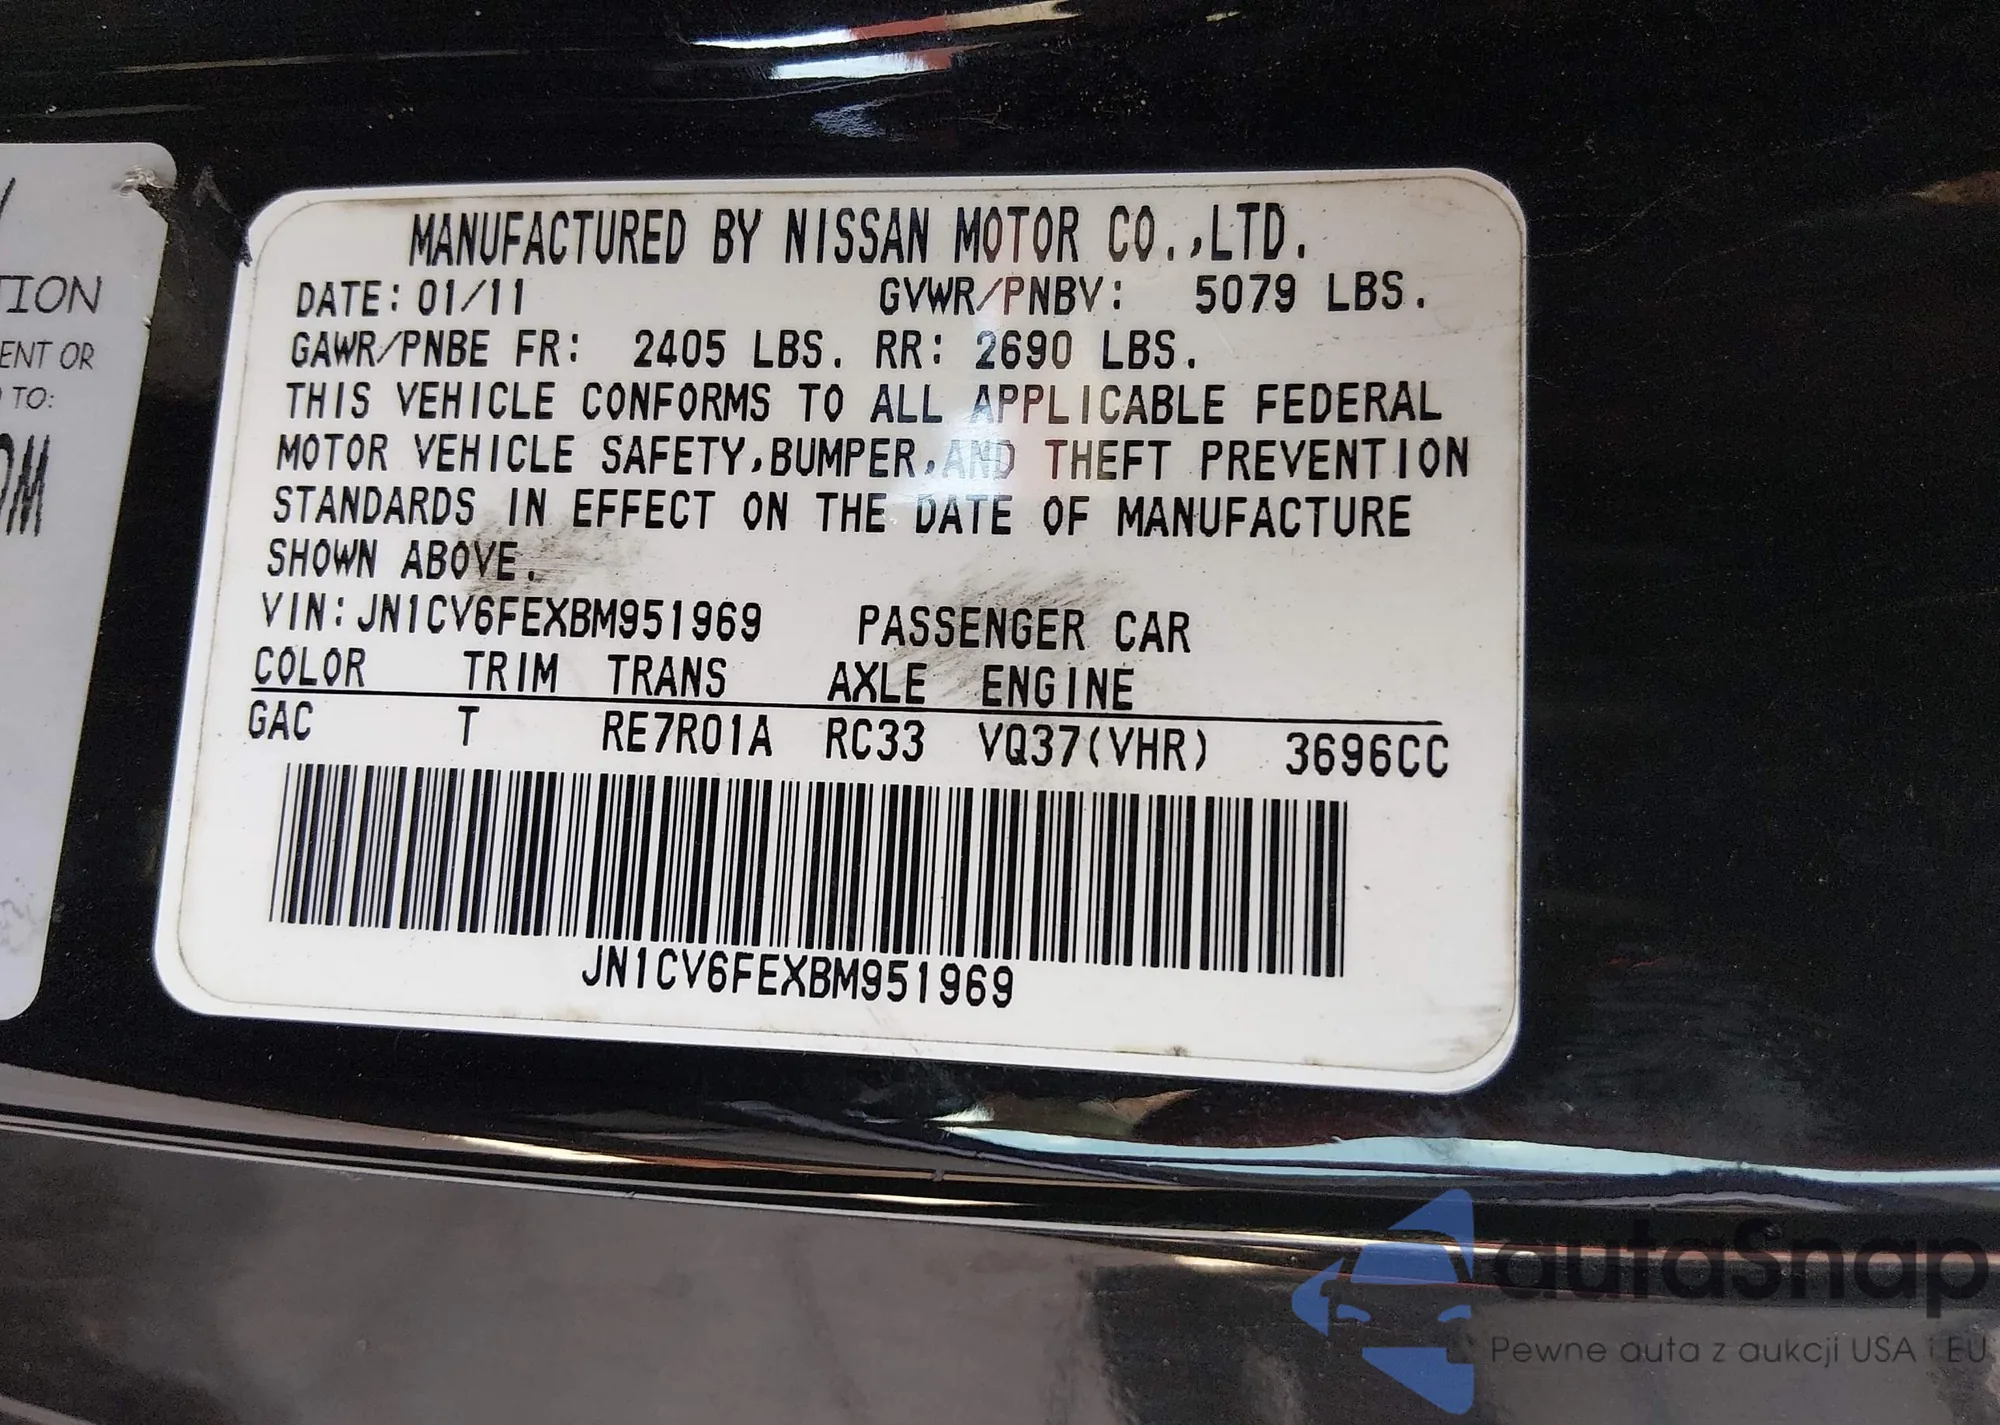 TION
ENT OR
TO:
OM
MANUFACTURED BY NISSAN MOTOR CO.,LTD.
DATE: 01/11 GVWR/PNBV: 5079 LBS.
GAWR/PNBE FR: 2405 LBS. RR: 2690 LBS.
THIS VEHICLE CONFORMS TO ALL APPLICABLE FEDERAL
MOTOR VEHICLE SAFETY,BUMPER,AND THEFT PREVENTION
STANDARDS IN EFFECT ON THE DATE OF MANUFACTURE
SHOWN ABOVE.
VIN:JN1CV6FEXBM951969 PASSENGER CAR
COLOR TRIM TRANS AXLE ENGINE
GAC T RE7R01A RC33 VQ37(VHR) 3696CC
JN1CV6FEXBM951969
autaSnap
Pewne auta z aukcji USA i EU